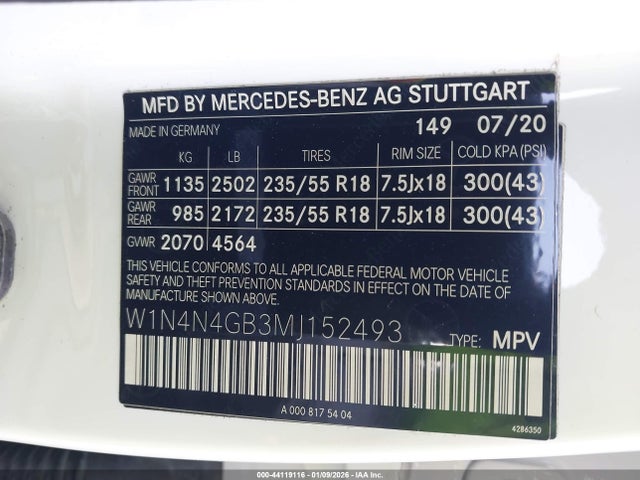 MFD BY MERCEDES-BENZ AG STUTTGART
MADE IN GERMANY 149 07/20
KG LB TIRES RIM SIZE COLD KPA(PSI)
GAWR FRONT 1135 2502 235/55 R18 7.5Jx18 300(43)
GAWR REAR 985 2172 235/55 R18 7.5Jx18 300(43)
GVWR 2070 4564
THIS VEHICLE CONFORMS TO ALL APPLICABLE FEDERAL MOTOR VEHICLE
SAFETY AND THEFT PREVENTION STANDARDS IN EFFECT ON THE DATE OF
MANUFACTURE SHOWN ABOVE.
W1N4N4GB3MJ152493 TYPE: MPV
A 000 817 54 04
4286350
000-44119116 - 01/09/2026 - IAA Inc.